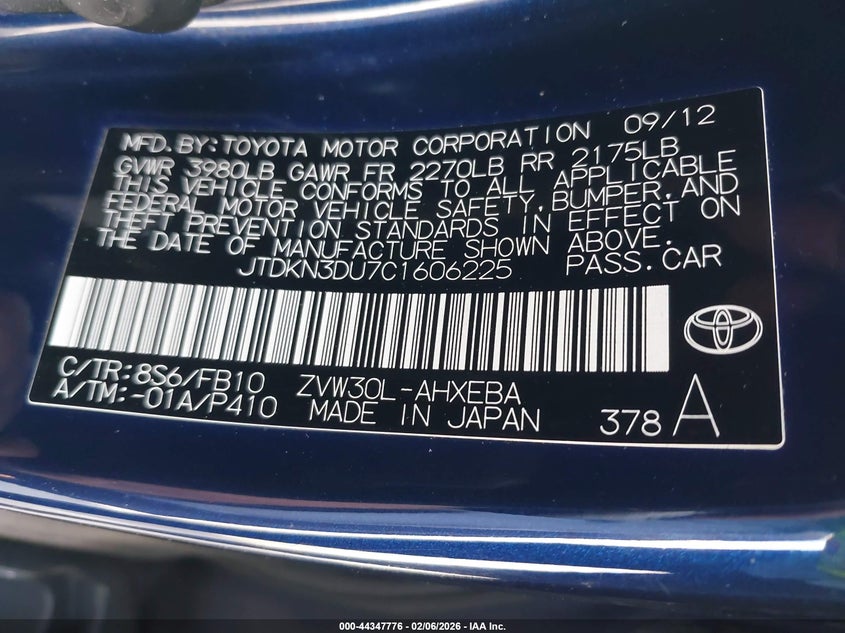 MFD.BY:TOYOTA MOTOR CORPORATION 09/12
GVWR 3980LB GAWR FR 2270LB RR 2175LB
THIS VEHICLE CONFORMS TO ALL APPLICABLE
FEDERAL MOTOR VEHICLE SAFETY,BUMPER,AND
THEFT PREVENTION STANDARDS IN EFFECT ON
THE DATE OF MANUFACTURE SHOWN ABOVE.
JTDKN3DU7C1606225 PASS.CAR
C/TR:8S6/FB10 ZVW30L-AHXEBA
A/TM:-01A/P410 MADE IN JAPAN 378 A
000-44347776 - 02/06/2026 - IAA Inc.